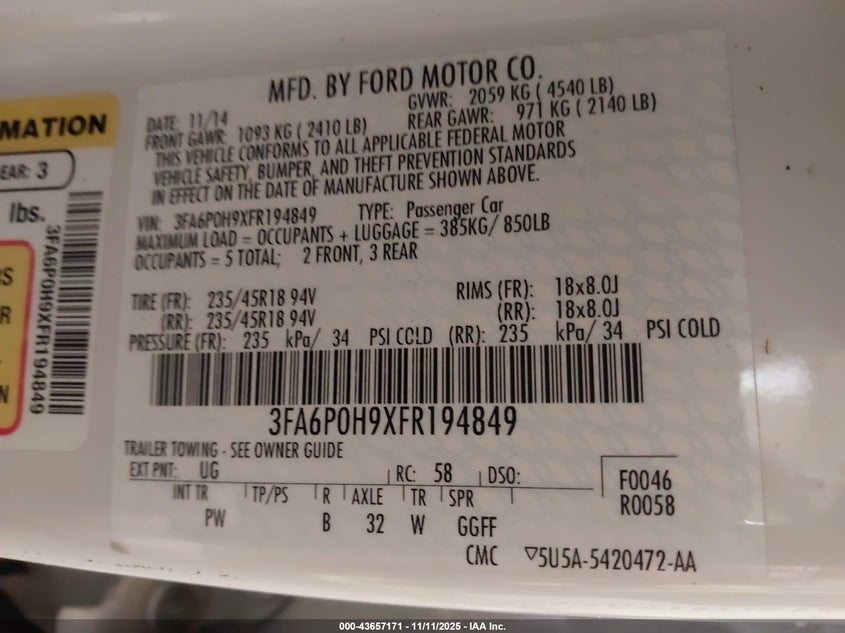 MATION
EAR: 3
lbs.
3FA6P0H9XFR194849
S
R
N
MFD. BY FORD MOTOR CO.
DATE: 11/14 GVWR: 2059 KG ( 4540 LB)
FRONT GAWR: 1093 KG ( 2410 LB) REAR GAWR: 971 KG ( 2140 LB)
THIS VEHICLE CONFORMS TO ALL APPLICABLE FEDERAL MOTOR
VEHICLE SAFETY, BUMPER, AND THEFT PREVENTION STANDARDS
IN EFFECT ON THE DATE OF MANUFACTURE SHOWN ABOVE.
VIN: 3FA6P0H9XFR194849 TYPE: Passenger Car
MAXIMUM LOAD = OCCUPANTS + LUGGAGE = 385KG/ 850LB
OCCUPANTS = 5 TOTAL; 2 FRONT, 3 REAR
TIRE (FR): 235/45R18 94V RIMS (FR): 18x8.0J
(RR): 235/45R18 94V (RR): 18x8.0J
PRESSURE (FR): 235 kPa/ 34 PSI COLD (RR): 235 kPa/ 34 PSI COLD
3FA6P0H9XFR194849
TRAILER TOWING - SEE OWNER GUIDE
EXT PNT: UG RC: 58 DSO: F0046
INT TR TP/PS R AXLE TR SPR R0058
PW B 32 W GGFF
CMC ▽5U5A-5420472-AA
000-43657171 - 11/11/2025 - IAA Inc.